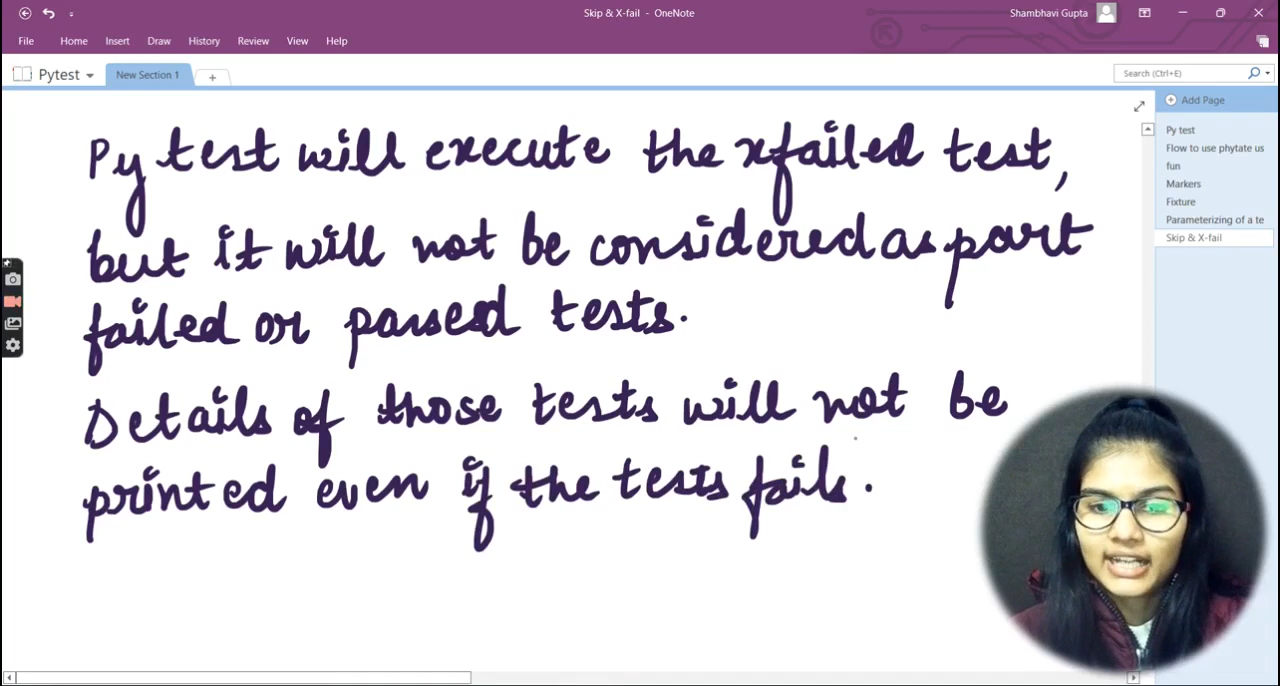 Skip & X-fail - OneNote
Shambhavi Gupta
File Home Insert Draw History Review View Help
Pytest
New Section 1
Search (Ctrl+E)
Add Page
Py test
Flow to use phytate us
fun
Markers
Fixture
Parameterizing of a te
Skip & X-fail
Py test will execute the xfailed test,
but it will not be considered as part
failed or passed tests.
Details of those tests will not be
printed even if the tests fails.